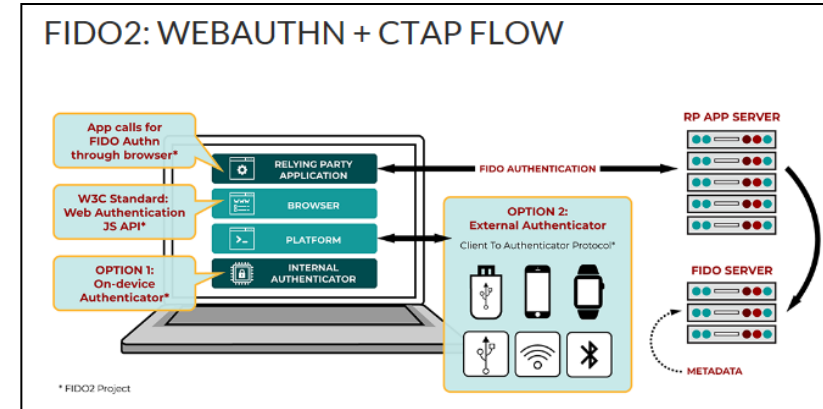 FIDO2: WEBAUTHN + CTAP FLOW
App calls for
FIDO Authn
through browser*
W3C Standard:
Web Authentication
JS API*
OPTION 1:
On-device
Authenticator*
RELYING PARTY
APPLICATION
BROWSER
PLATFORM
INTERNAL
AUTHENTICATOR
FIDO AUTHENTICATION
OPTION 2:
External Authenticator
Client To Authenticator Protocol*
RP APP SERVER
FIDO SERVER
METADATA
* FIDO2 Project